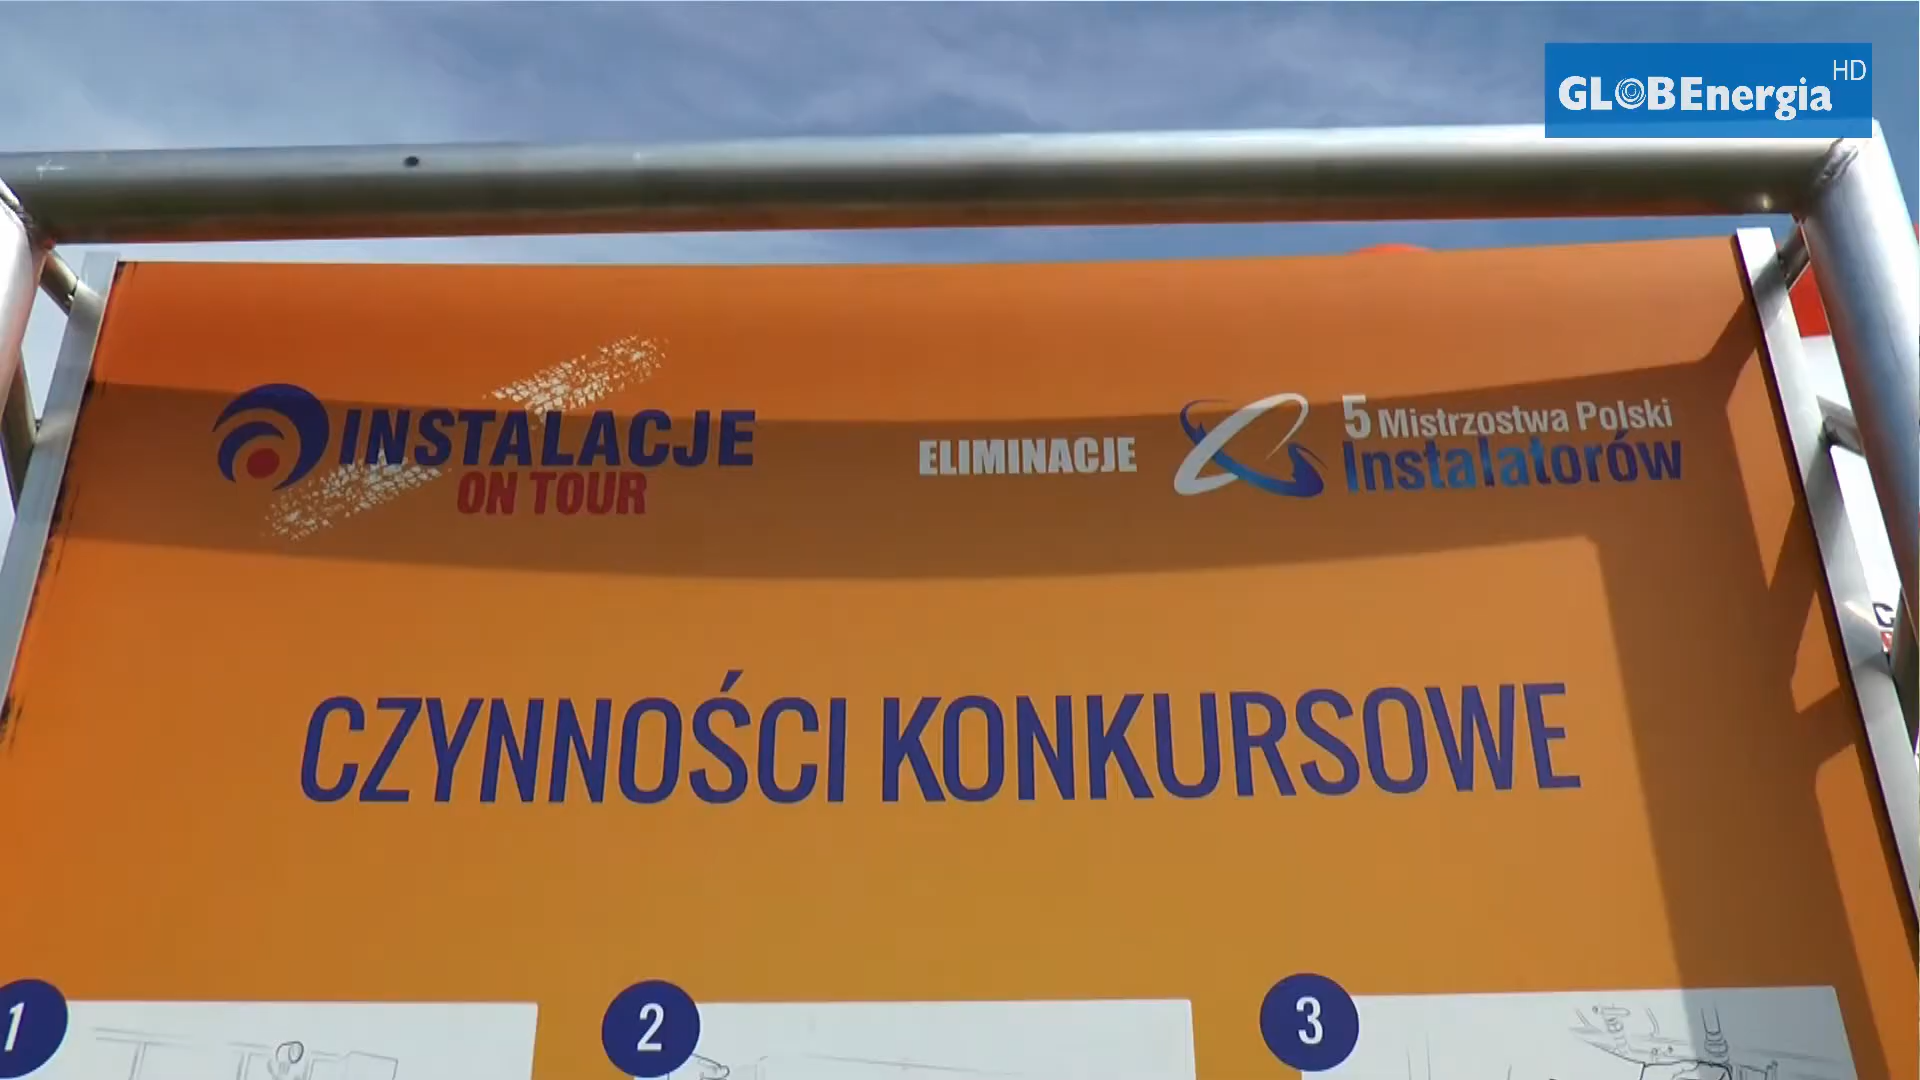 GLOBEnergia HD
INSTALACJE
ON TOUR
ELIMINACJE
5 Mistrzostwa Polski
Instalatorów
CZYNNOŚCI KONKURSOWE
1
2
3